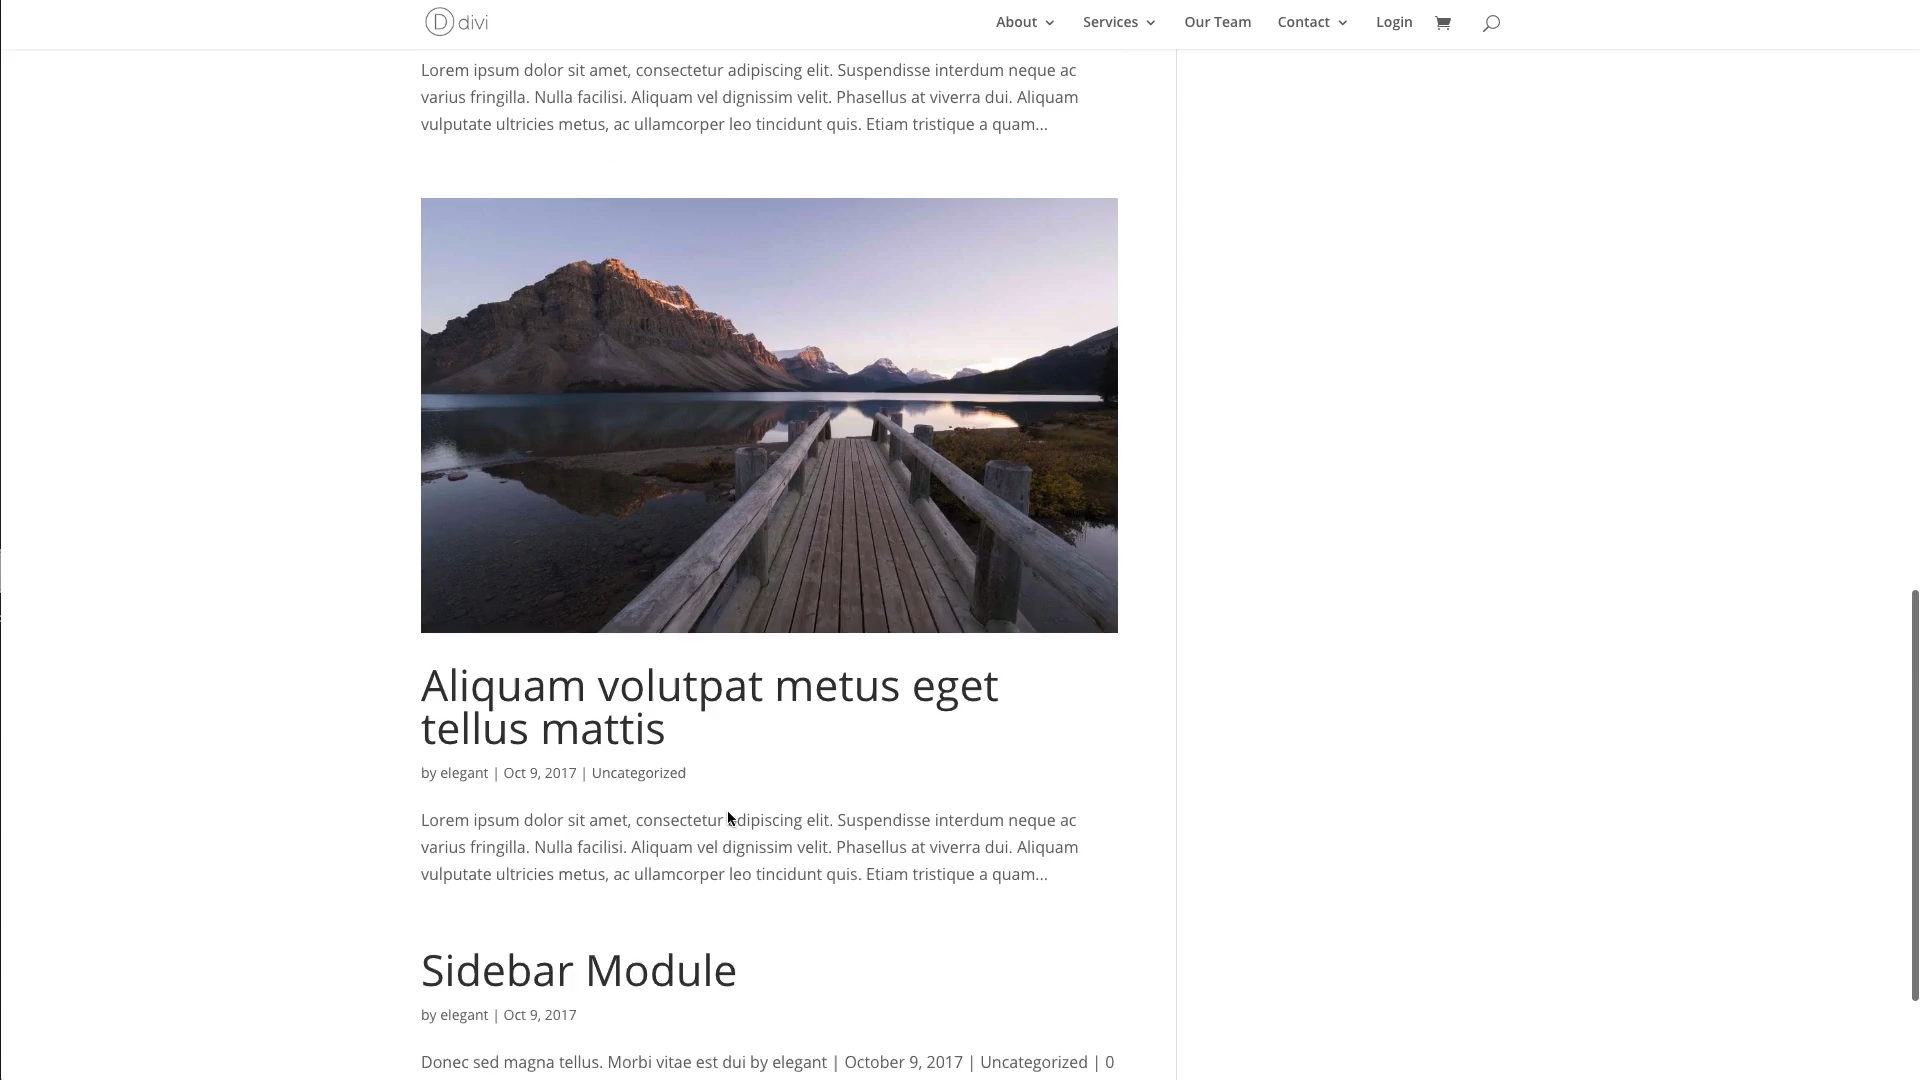 D divi
About Services Our Team Contact Login
Lorem ipsum dolor sit amet, consectetur adipiscing elit. Suspendisse interdum neque ac
varius fringilla. Nulla facilisi. Aliquam vel dignissim velit. Phasellus at viverra dui. Aliquam
vulputate ultricies metus, ac ullamcorper leo tincidunt quis. Etiam tristique a quam...
Aliquam volutpat metus eget
tellus mattis
by elegant | Oct 9, 2017 | Uncategorized
Lorem ipsum dolor sit amet, consectetur adipiscing elit. Suspendisse interdum neque ac
varius fringilla. Nulla facilisi. Aliquam vel dignissim velit. Phasellus at viverra dui. Aliquam
vulputate ultricies metus, ac ullamcorper leo tincidunt quis. Etiam tristique a quam...
Sidebar Module
by elegant | Oct 9, 2017
Donec sed magna tellus. Morbi vitae est dui by elegant | October 9, 2017 | Uncategorized | 0